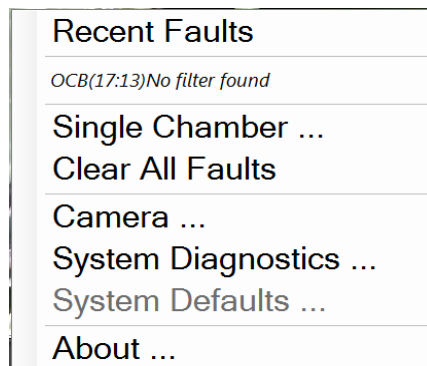 Recent Faults
OCB(17:13)No filter found
Single Chamber ...
Clear All Faults
Camera ...
System Diagnostics ...
System Defaults ...
About ...